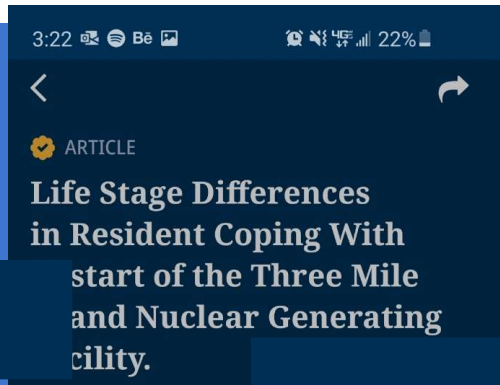 3:22 Bē 22%
ARTICLE
Life Stage Differences
in Resident Coping With
start of the Three Mile
and Nuclear Generating
cility.